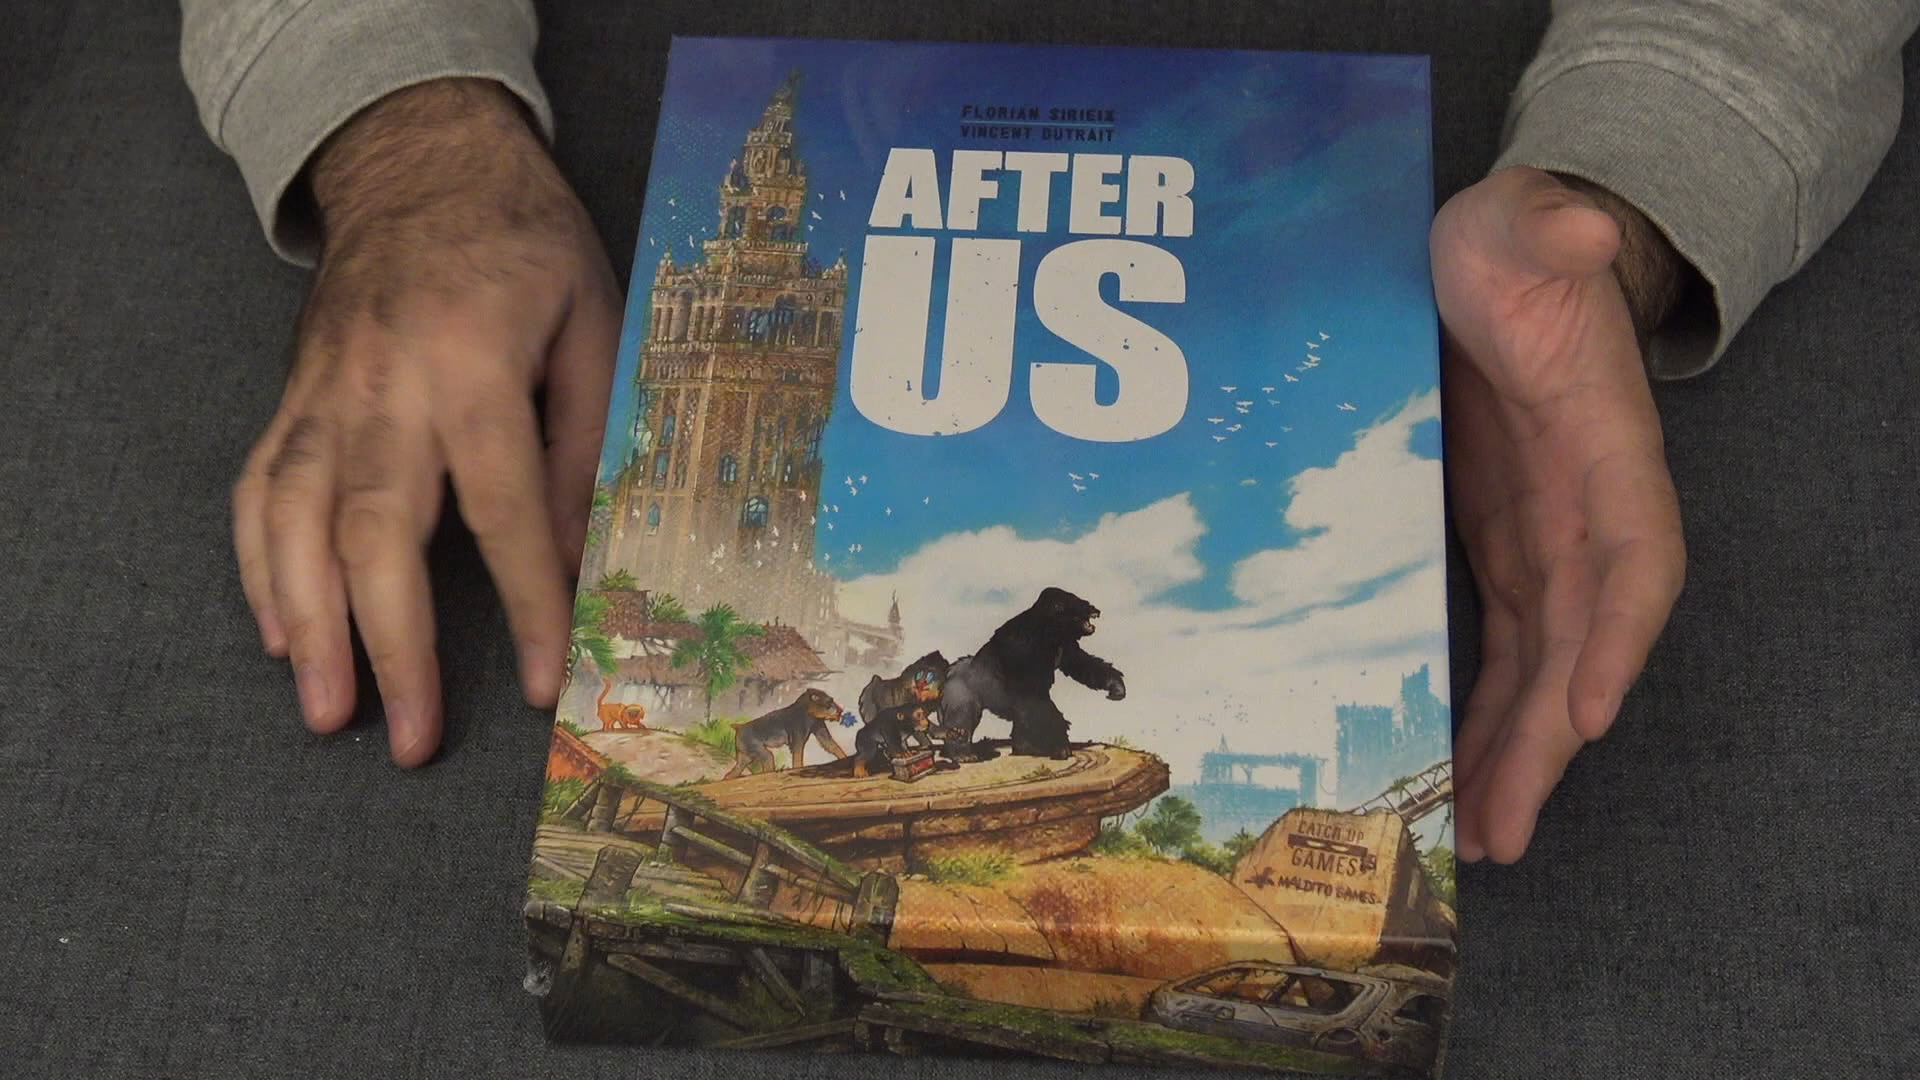 FLORIAN SIRIEIX
VINCENT DUTRAIT
AFTER
US
CATCH UP
GAMES
MALDITO GAMES